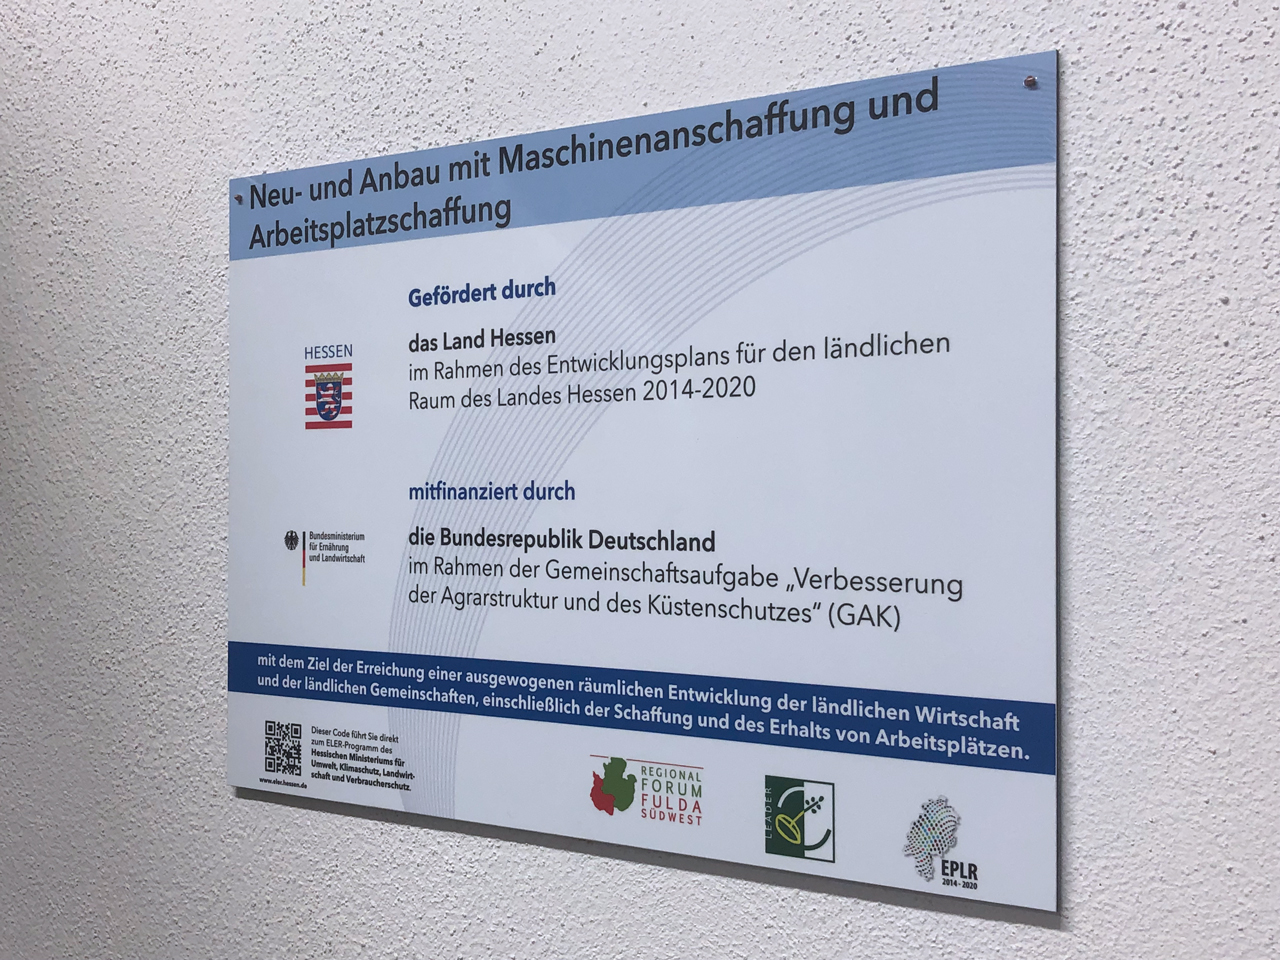 Neu- und Anbau mit Maschinenanschaffung und
Arbeitsplatzschaffung
Gefördert durch
HESSEN
das Land Hessen
im Rahmen des Entwicklungsplans für den ländlichen
Raum des Landes Hessen 2014-2020
mitfinanziert durch
Bundesministerium
für Ernährung
und Landwirtschaft
die Bundesrepublik Deutschland
im Rahmen der Gemeinschaftsaufgabe „Verbesserung
der Agrarstruktur und des Küstenschutzes“ (GAK)
mit dem Ziel der Erreichung einer ausgewogenen räumlichen Entwicklung der ländlichen Wirtschaft
und der ländlichen Gemeinschaften, einschließlich der Schaffung und des Erhalts von Arbeitsplätzen.
Dieser Code führt Sie direkt
zum ELER-Programm des
Hessischen Ministeriums für
Umwelt, Klimaschutz, Landwirt-
schaft und Verbraucherschutz.
www.eler.hessen.de
REGIONAL
FORUM
FULDA
SÜDWEST
LEADER
EPLR
2014 - 2020